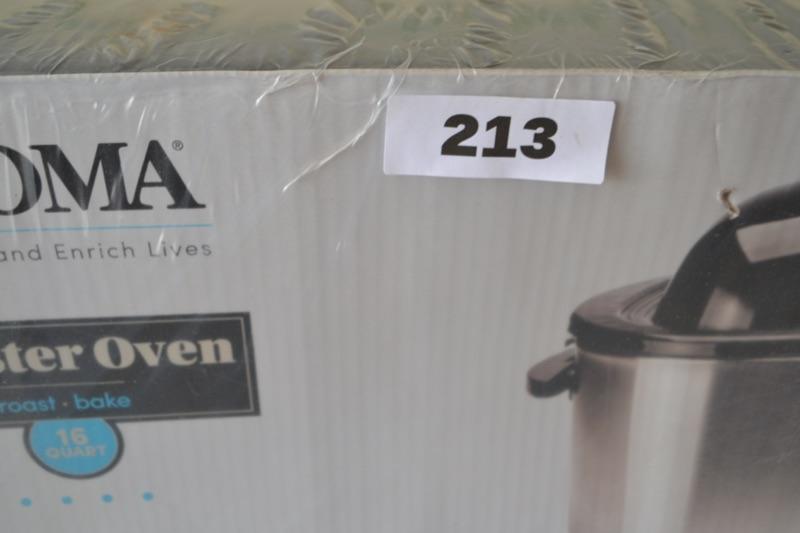 213
OMA®
and Enrich Lives
ster Oven
roast · bake
16
QUART